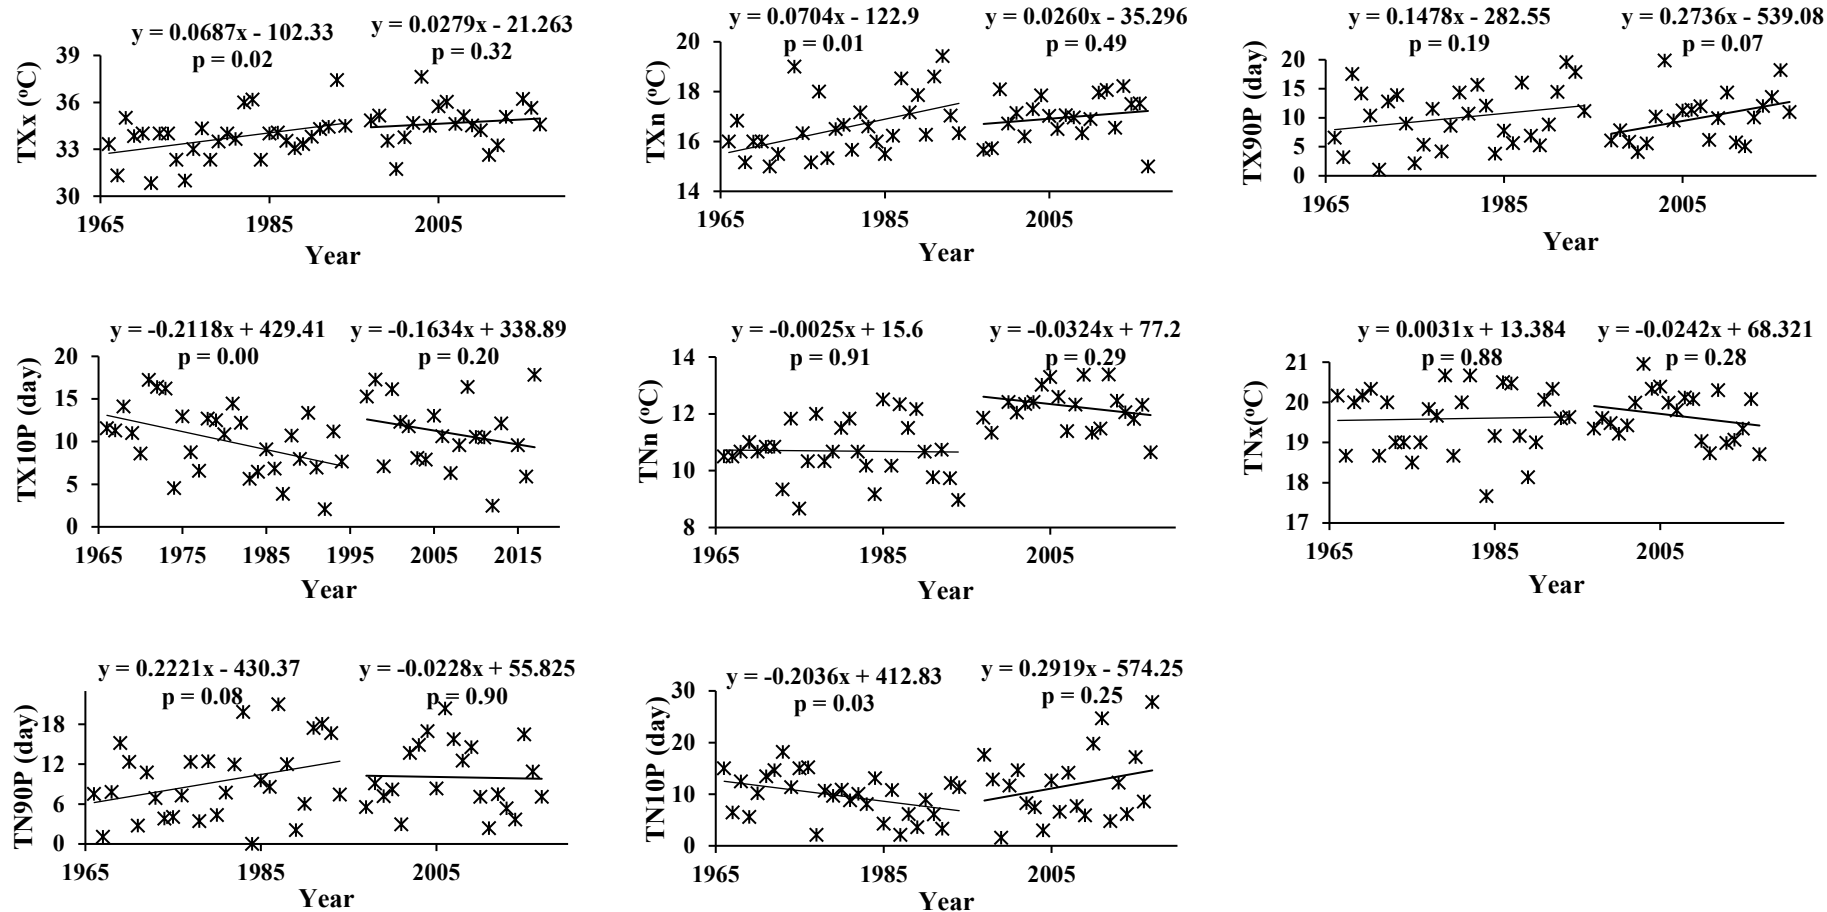 y = 0.0687x - 102.33
p = 0.02
y = 0.0279x - 21.263
p = 0.32
TXx (°C)
39
36
33
30
1965
1985
2005
Year
y = 0.0704x - 122.9
p = 0.01
y = 0.0260x - 35.296
p = 0.49
TXn (°C)
20
18
16
14
1965
1985
2005
Year
y = 0.1478x - 282.55
p = 0.19
y = 0.2736x - 539.08
p = 0.07
TX90P (day)
20
15
10
5
0
1965
1985
2005
Year
y = -0.2118x + 429.41
p = 0.00
y = -0.1634x + 338.89
p = 0.20
TX10P (day)
20
15
10
5
0
1965
1975
1985
1995
2005
2015
Year
y = -0.0025x + 15.6
p = 0.91
y = -0.0324x + 77.2
p = 0.29
TNn (°C)
14
12
10
8
1965
1985
2005
Year
y = 0.0031x + 13.384
p = 0.88
y = -0.0242x + 68.321
p = 0.28
TNx(°C)
21
20
19
18
17
1965
1985
2005
Year
y = 0.2221x - 430.37
p = 0.08
y = -0.0228x + 55.825
p = 0.90
TN90P (day)
18
12
6
0
1965
1985
2005
Year
y = -0.2036x + 412.83
p = 0.03
y = 0.2919x - 574.25
p = 0.25
TN10P (day)
30
20
10
0
1965
1985
2005
Year